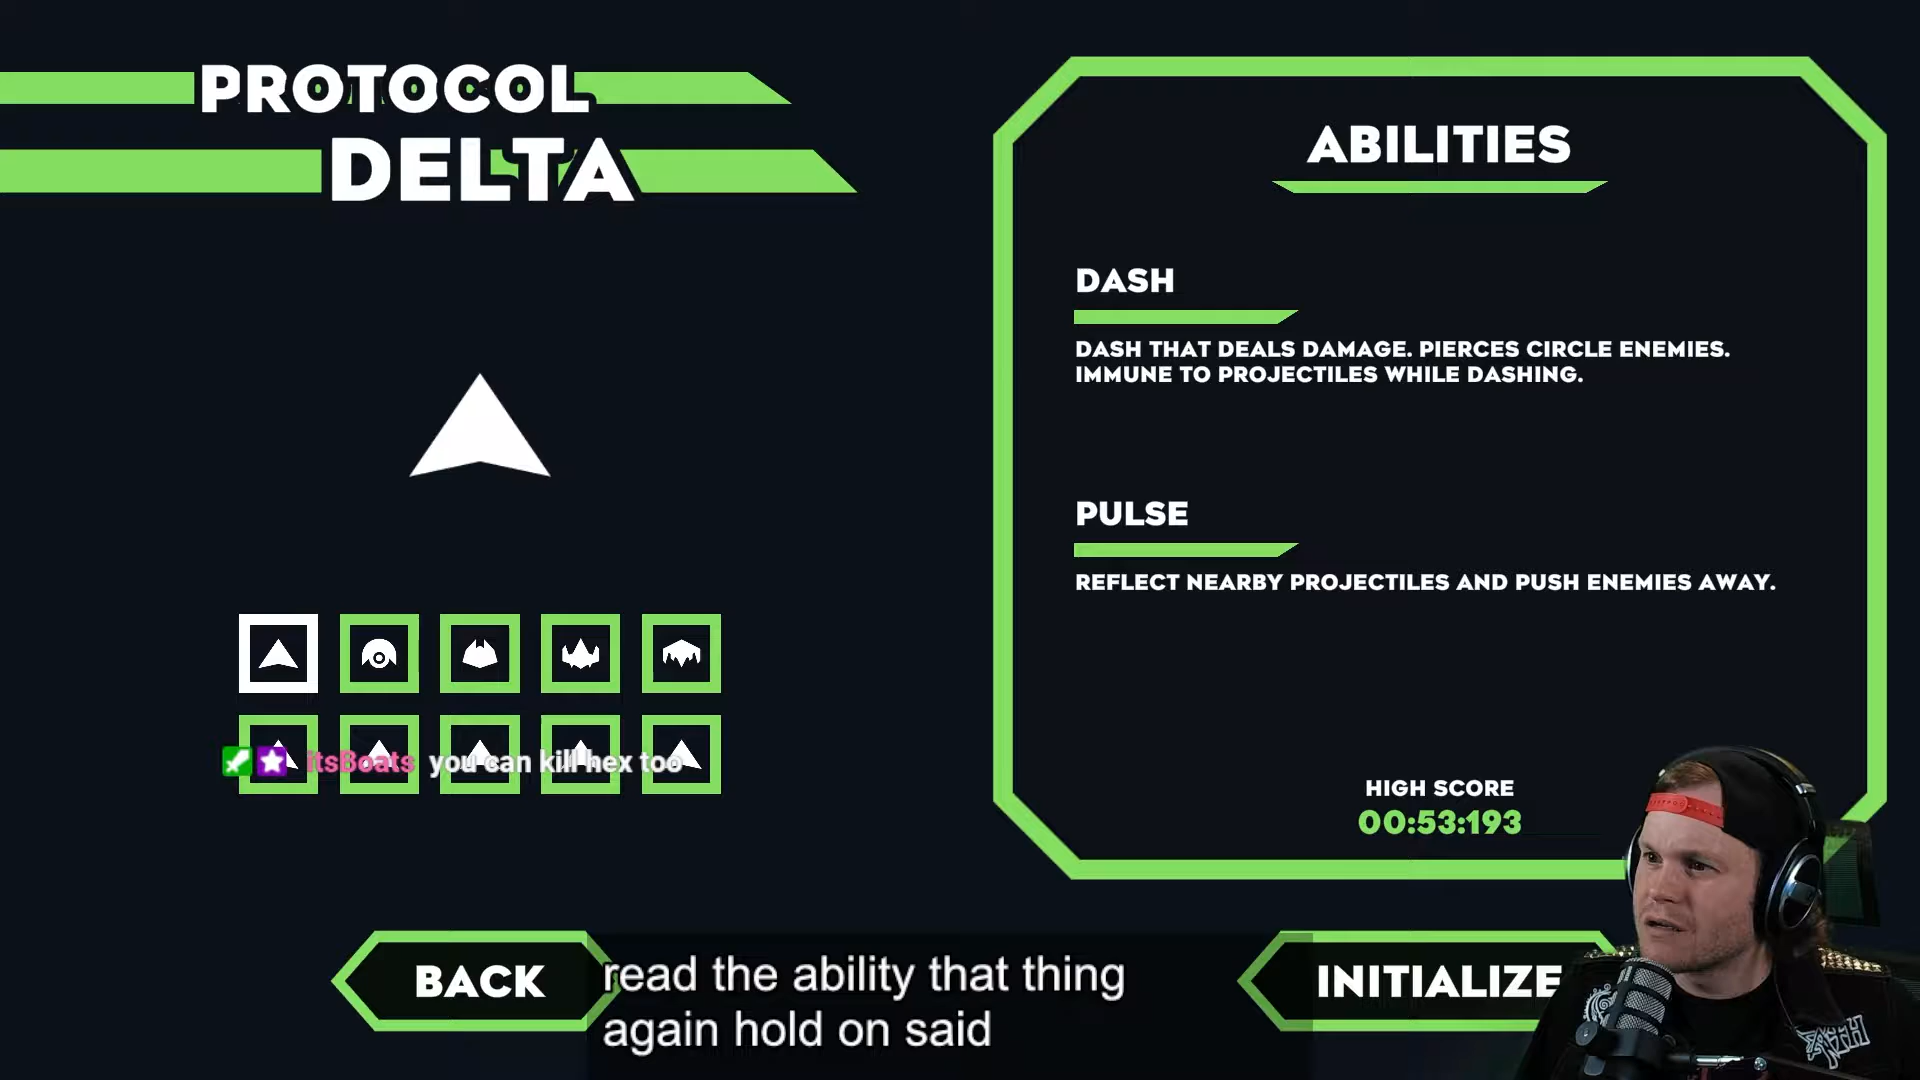 PROTOCOL
DELTA
ABILITIES
DASH
DASH THAT DEALS DAMAGE. PIERCES CIRCLE ENEMIES.
IMMUNE TO PROJECTILES WHILE DASHING.
PULSE
REFLECT NEARBY PROJECTILES AND PUSH ENEMIES AWAY.
itsBoats you can kill hex too
HIGH SCORE
00:53:193
BACK
read the ability that thing
again hold on said
INITIALIZE